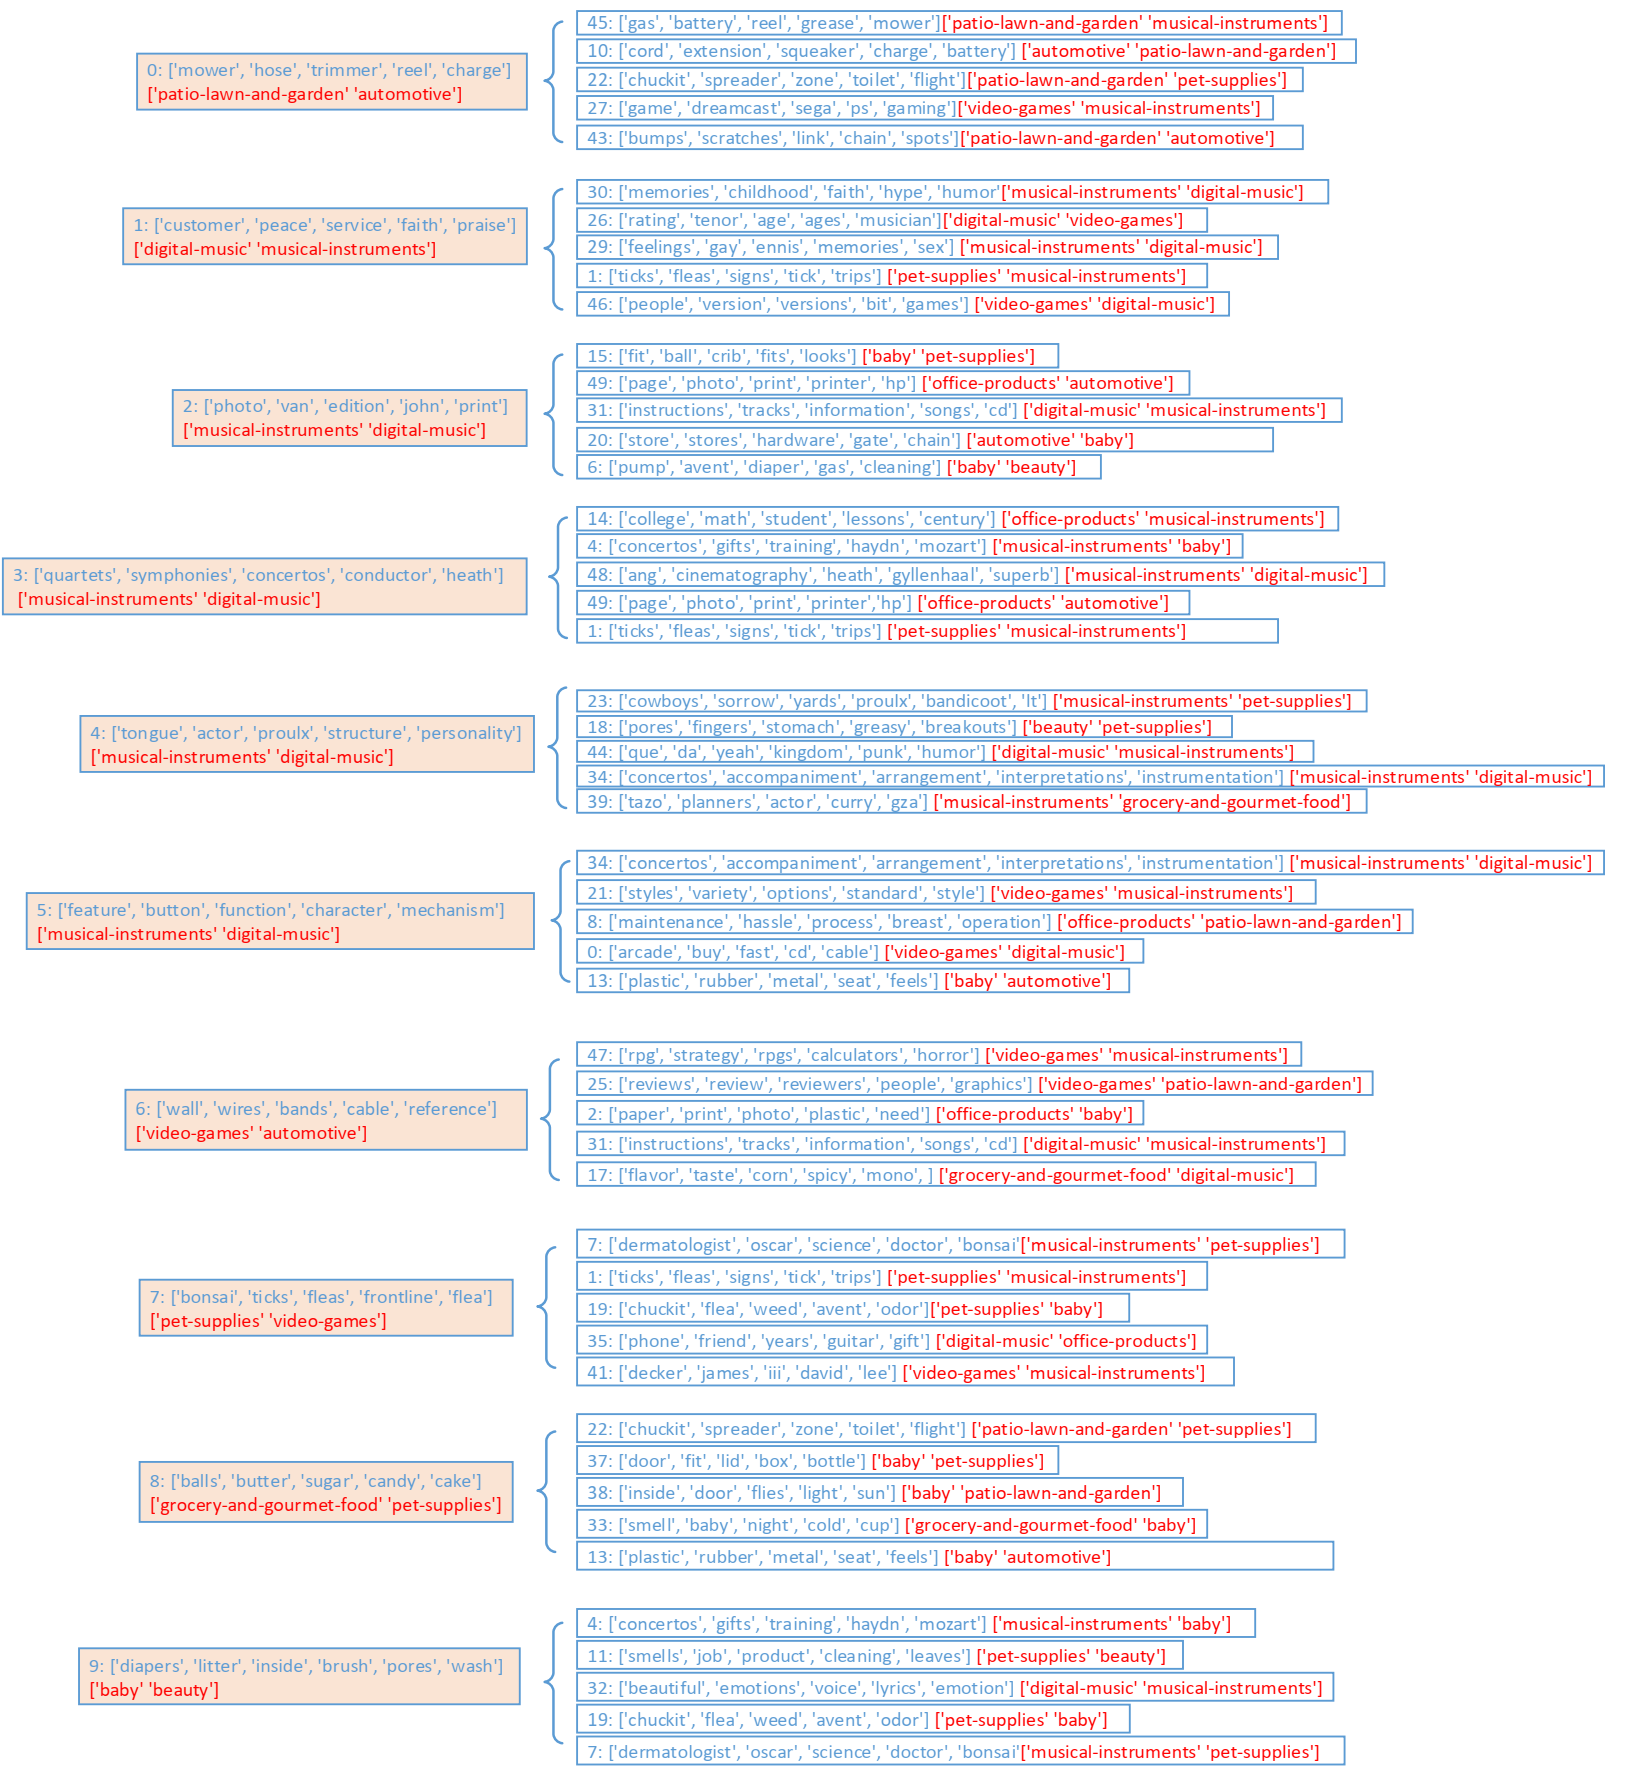 0: ['mower', 'hose', 'trimmer', 'reel', 'charge']
['patio-lawn-and-garden' 'automotive']
45: ['gas', 'battery', 'reel', 'grease', 'mower']['patio-lawn-and-garden' 'musical-instruments']
10: ['cord', 'extension', 'squeaker', 'charge', 'battery'] ['automotive' 'patio-lawn-and-garden']
22: ['chuckit', 'spreader', 'zone', 'toilet', 'flight']['patio-lawn-and-garden' 'pet-supplies']
27: ['game', 'dreamcast', 'sega', 'ps', 'gaming']['video-games' 'musical-instruments']
43: ['bumps', 'scratches', 'link', 'chain', 'spots']['patio-lawn-and-garden' 'automotive']
1: ['customer', 'peace', 'service', 'faith', 'praise']
['digital-music' 'musical-instruments']
30: ['memories', 'childhood', 'faith', 'hype', 'humor'['musical-instruments' 'digital-music']
26: ['rating', 'tenor', 'age', 'ages', 'musician']['digital-music' 'video-games']
29: ['feelings', 'gay', 'ennis', 'memories', 'sex'] ['musical-instruments' 'digital-music']
1: ['ticks', 'fleas', 'signs', 'tick', 'trips'] ['pet-supplies' 'musical-instruments']
46: ['people', 'version', 'versions', 'bit', 'games'] ['video-games' 'digital-music']
2: ['photo', 'van', 'edition', 'john', 'print']
['musical-instruments' 'digital-music']
15: ['fit', 'ball', 'crib', 'fits', 'looks'] ['baby' 'pet-supplies']
49: ['page', 'photo', 'print', 'printer', 'hp'] ['office-products' 'automotive']
31: ['instructions', 'tracks', 'information', 'songs', 'cd'] ['digital-music' 'musical-instruments']
20: ['store', 'stores', 'hardware', 'gate', 'chain'] ['automotive' 'baby']
6: ['pump', 'avent', 'diaper', 'gas', 'cleaning'] ['baby' 'beauty']
3: ['quartets', 'symphonies', 'concertos', 'conductor', 'heath']
['musical-instruments' 'digital-music']
14: ['college', 'math', 'student', 'lessons', 'century'] ['office-products' 'musical-instruments']
4: ['concertos', 'gifts', 'training', 'haydn', 'mozart'] ['musical-instruments' 'baby']
48: ['ang', 'cinematography', 'heath', 'gyllenhaal', 'superb'] ['musical-instruments' 'digital-music']
49: ['page', 'photo', 'print', 'printer','hp'] ['office-products' 'automotive']
1: ['ticks', 'fleas', 'signs', 'tick', 'trips'] ['pet-supplies' 'musical-instruments']
4: ['tongue', 'actor', 'proulx', 'structure', 'personality']
['musical-instruments' 'digital-music']
23: ['cowboys', 'sorrow', 'yards', 'proulx', 'bandicoot', 'lt'] ['musical-instruments' 'pet-supplies']
18: ['pores', 'fingers', 'stomach', 'greasy', 'breakouts'] ['beauty' 'pet-supplies']
44: ['que', 'da', 'yeah', 'kingdom', 'punk', 'humor'] ['digital-music' 'musical-instruments']
34: ['concertos', 'accompaniment', 'arrangement', 'interpretations', 'instrumentation'] ['musical-instruments' 'digital-music']
39: ['tazo', 'planners', 'actor', 'curry', 'gza'] ['musical-instruments' 'grocery-and-gourmet-food']
5: ['feature', 'button', 'function', 'character', 'mechanism']
['musical-instruments' 'digital-music']
34: ['concertos', 'accompaniment', 'arrangement', 'interpretations', 'instrumentation'] ['musical-instruments' 'digital-music']
21: ['styles', 'variety', 'options', 'standard', 'style'] ['video-games' 'musical-instruments']
8: ['maintenance', 'hassle', 'process', 'breast', 'operation'] ['office-products' 'patio-lawn-and-garden']
0: ['arcade', 'buy', 'fast', 'cd', 'cable'] ['video-games' 'digital-music']
13: ['plastic', 'rubber', 'metal', 'seat', 'feels'] ['baby' 'automotive']
6: ['wall', 'wires', 'bands', 'cable', 'reference']
['video-games' 'automotive']
47: ['rpg', 'strategy', 'rpgs', 'calculators', 'horror'] ['video-games' 'musical-instruments']
25: ['reviews', 'review', 'reviewers', 'people', 'graphics'] ['video-games' 'patio-lawn-and-garden']
2: ['paper', 'print', 'photo', 'plastic', 'need'] ['office-products' 'baby']
31: ['instructions', 'tracks', 'information', 'songs', 'cd'] ['digital-music' 'musical-instruments']
17: ['flavor', 'taste', 'corn', 'spicy', 'mono', ] ['grocery-and-gourmet-food' 'digital-music']
7: ['bonsai', 'ticks', 'fleas', 'frontline', 'flea']
['pet-supplies' 'video-games']
7: ['dermatologist', 'oscar', 'science', 'doctor', 'bonsai'['musical-instruments' 'pet-supplies']
1: ['ticks', 'fleas', 'signs', 'tick', 'trips'] ['pet-supplies' 'musical-instruments']
19: ['chuckit', 'flea', 'weed', 'avent', 'odor']['pet-supplies' 'baby']
35: ['phone', 'friend', 'years', 'guitar', 'gift'] ['digital-music' 'office-products']
41: ['decker', 'james', 'iii', 'david', 'lee'] ['video-games' 'musical-instruments']
8: ['balls', 'butter', 'sugar', 'candy', 'cake']
['grocery-and-gourmet-food' 'pet-supplies']
22: ['chuckit', 'spreader', 'zone', 'toilet', 'flight'] ['patio-lawn-and-garden' 'pet-supplies']
37: ['door', 'fit', 'lid', 'box', 'bottle'] ['baby' 'pet-supplies']
38: ['inside', 'door', 'flies', 'light', 'sun'] ['baby' 'patio-lawn-and-garden']
33: ['smell', 'baby', 'night', 'cold', 'cup'] ['grocery-and-gourmet-food' 'baby']
13: ['plastic', 'rubber', 'metal', 'seat', 'feels'] ['baby' 'automotive']
9: ['diapers', 'litter', 'inside', 'brush', 'pores', 'wash']
['baby' 'beauty']
4: ['concertos', 'gifts', 'training', 'haydn', 'mozart'] ['musical-instruments' 'baby']
11: ['smells', 'job', 'product', 'cleaning', 'leaves'] ['pet-supplies' 'beauty']
32: ['beautiful', 'emotions', 'voice', 'lyrics', 'emotion'] ['digital-music' 'musical-instruments']
19: ['chuckit', 'flea', 'weed', 'avent', 'odor'] ['pet-supplies' 'baby']
7: ['dermatologist', 'oscar', 'science', 'doctor', 'bonsai'['musical-instruments' 'pet-supplies']